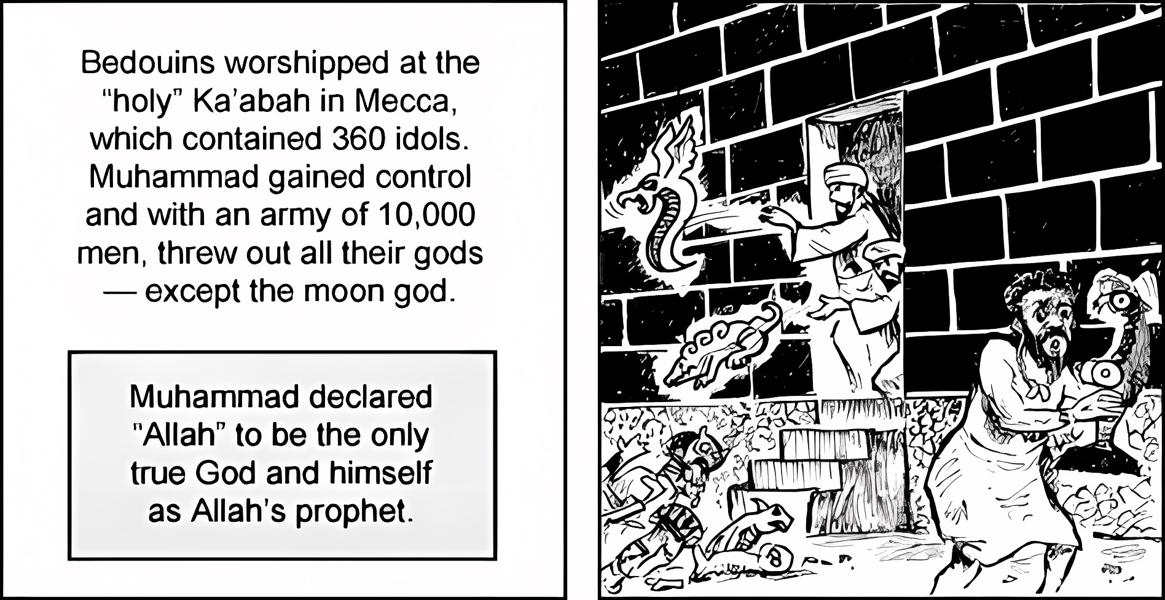 Bedouins worshipped at the
“holy” Ka’abah in Mecca,
which contained 360 idols.
Muhammad gained control
and with an army of 10,000
men, threw out all their gods
— except the moon god.
Muhammad declared
"Allah" to be the only
true God and himself
as Allah’s prophet.